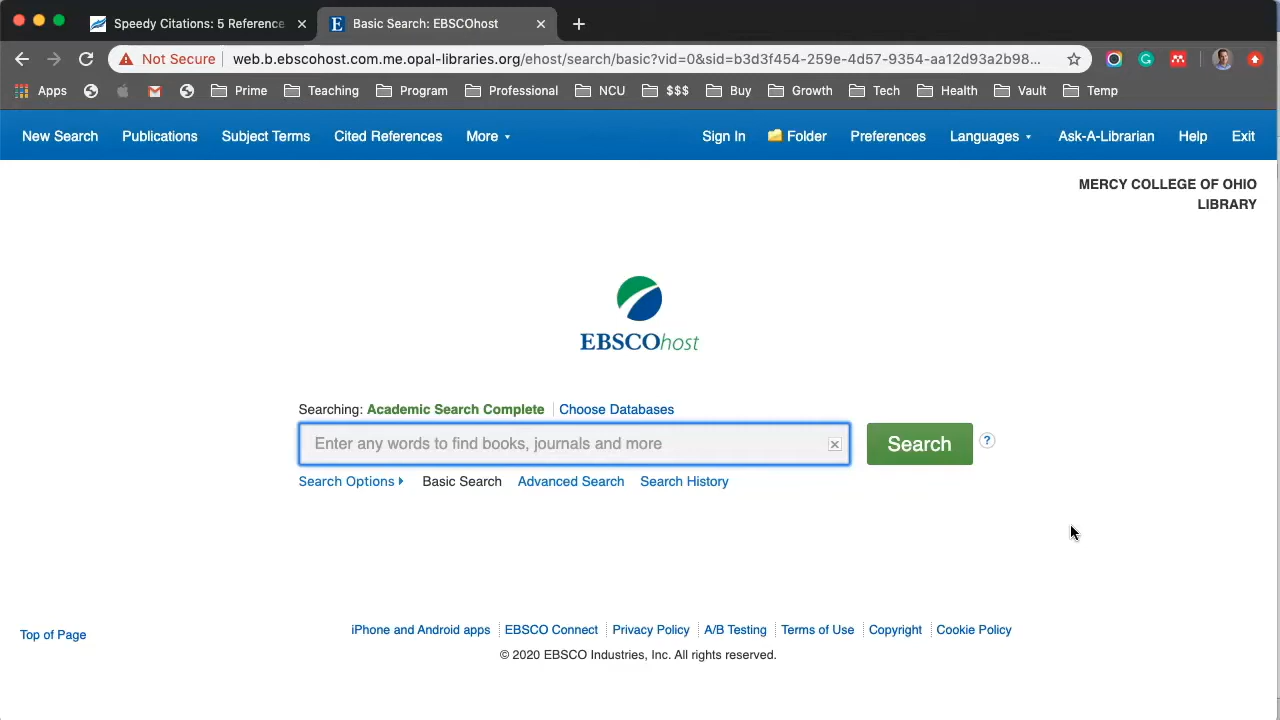 Speedy Citations: 5 Reference
Basic Search: EBSCOhost
Not Secure web.b.ebscohost.com.me.opal-libraries.org/ehost/search/basic?vid=0&sid=b3d3f454-259e-4d57-9354-aa12d93a2b98...
Apps Prime Teaching Program Professional NCU $$$ Buy Growth Tech Health Vault Temp
New Search Publications Subject Terms Cited References More Sign In Folder Preferences Languages Ask-A-Librarian Help Exit
MERCY COLLEGE OF OHIO
LIBRARY
EBSCOhost
Searching: Academic Search Complete Choose Databases
Enter any words to find books, journals and more
Search ?
Search Options Basic Search Advanced Search Search History
Top of Page
iPhone and Android apps EBSCO Connect Privacy Policy A/B Testing Terms of Use Copyright Cookie Policy
© 2020 EBSCO Industries, Inc. All rights reserved.